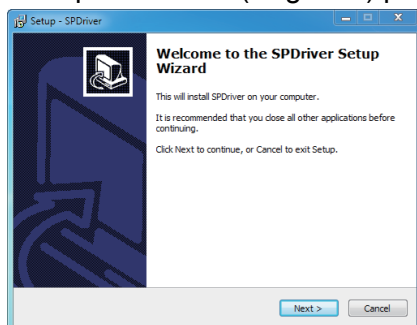 Setup - SPDriver
Welcome to the SPDriver Setup
Wizard
This will install SPDriver on your computer.
It is recommended that you close all other applications before
continuing.
Click Next to continue, or Cancel to exit Setup.
Next >
Cancel